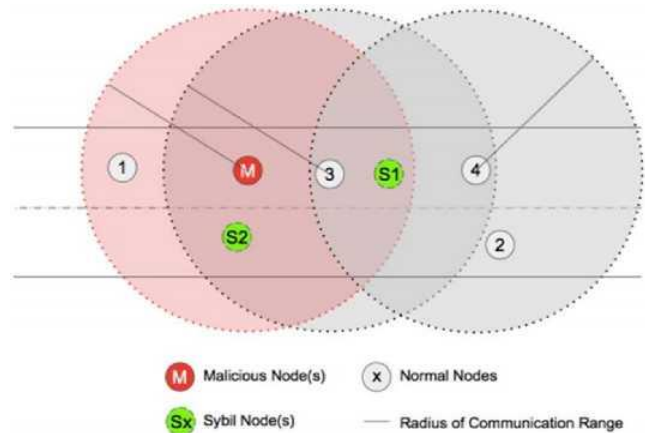 1
M
3
S1
4
S2
2
M Malicious Node(s)
x Normal Nodes
Sx Sybil Node(s)
Radius of Communication Range